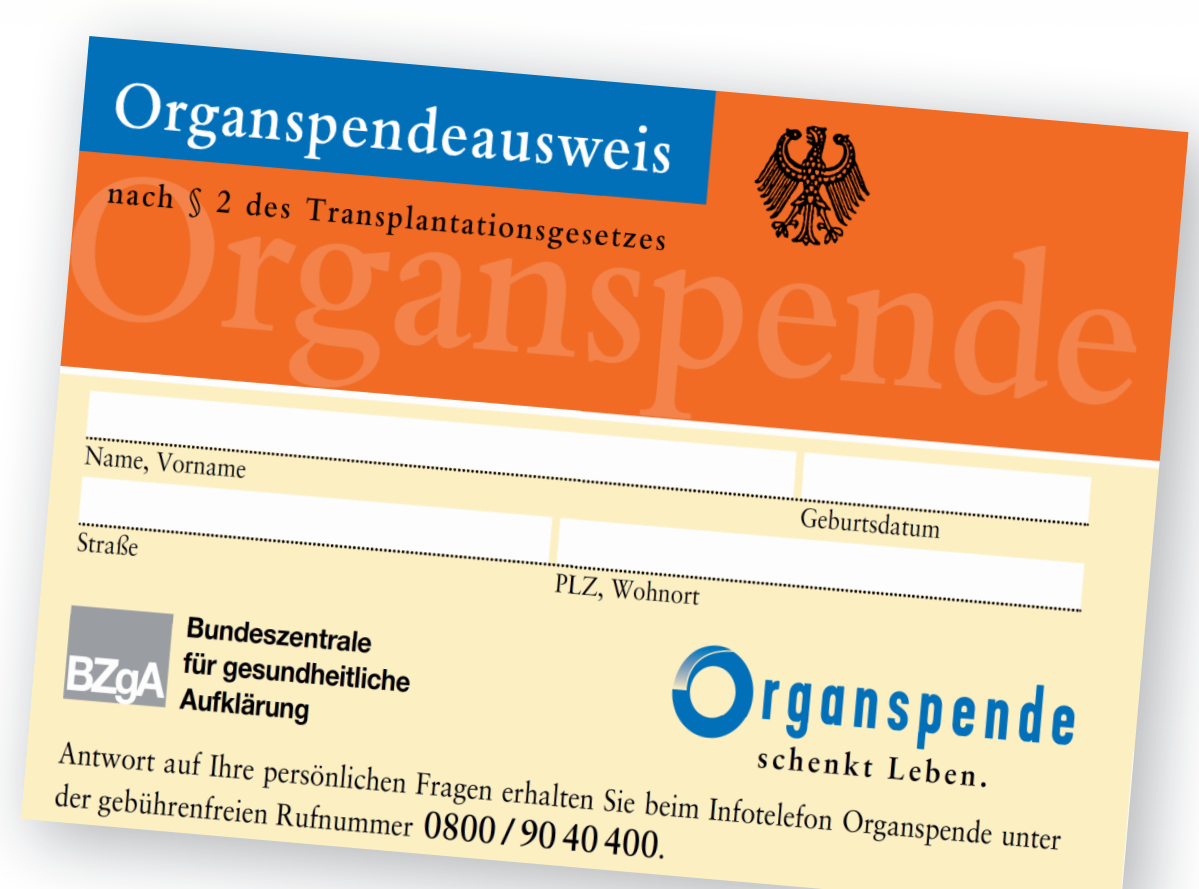 Organspendeausweis
nach § 2 des Transplantationsgesetzes
Organspende
Name, Vorname
Geburtsdatum
Straße
PLZ, Wohnort
BZgA
Bundeszentrale
für gesundheitliche
Aufklärung
Organspende
schenkt Leben.
Antwort auf Ihre persönlichen Fragen erhalten Sie beim Infotelefon Organspende unter
der gebührenfreien Rufnummer 0800 / 90 40 400.